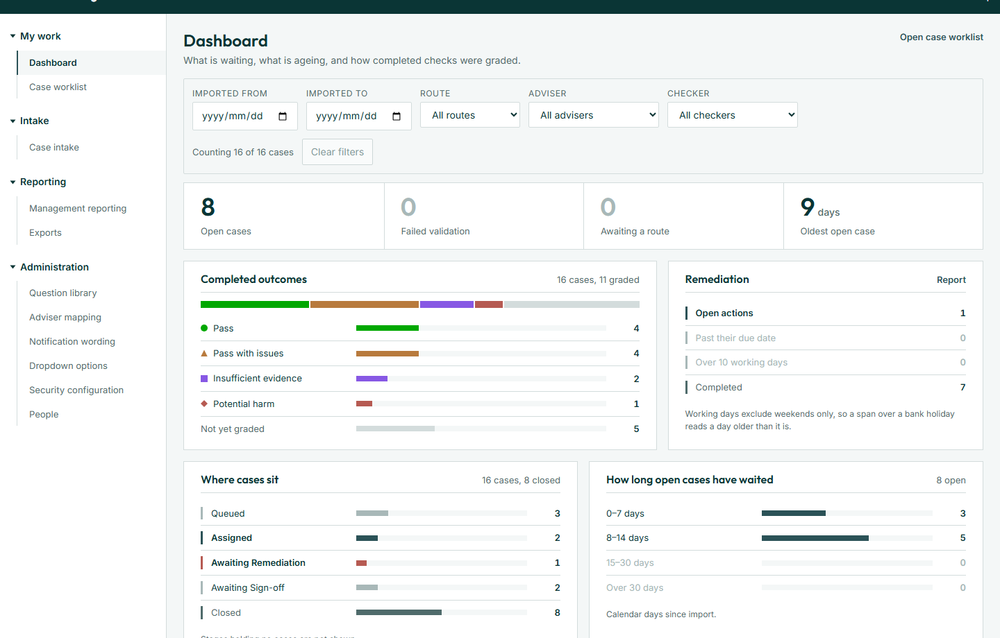 My work
Dashboard
Case worklist
Intake
Case intake
Reporting
Management reporting
Exports
Administration
Question library
Adviser mapping
Notification wording
Dropdown options
Security configuration
People
Dashboard
Open case worklist
What is waiting, what is ageing, and how completed checks were graded.
IMPORTED FROM IMPORTED TO ROUTE ADVISER CHECKER
yyyy/mm/dd yyyy/mm/dd All routes All advisers All checkers
Counting 16 of 16 cases Clear filters
8 0 0 9 days
Open cases Failed validation Awaiting a route Oldest open case
Completed outcomes 16 cases, 11 graded
Pass 4
Pass with issues 4
Insufficient evidence 2
Potential harm 1
Not yet graded 5
Remediation Report
Open actions 1
Past their due date 0
Over 10 working days 0
Completed 7
Working days exclude weekends only, so a span over a bank holiday
reads a day older than it is.
Where cases sit 16 cases, 8 closed
Queued 3
Assigned 2
Awaiting Remediation 1
Awaiting Sign-off 2
Closed 8
How long open cases have waited 8 open
0–7 days 3
8–14 days 5
15–30 days 0
Over 30 days 0
Calendar days since import.